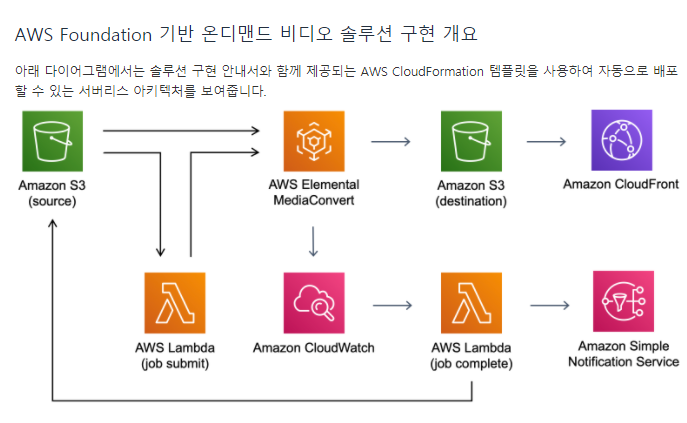 AWS Foundation 기반 온디맨드 비디오 솔루션 구현 개요
아래 다이어그램에서는 솔루션 구현 안내서와 함께 제공되는 AWS CloudFormation 템플릿을 사용하여 자동으로 배포
할 수 있는 서버리스 아키텍처를 보여줍니다.
Amazon S3
(source)
AWS Elemental
MediaConvert
Amazon S3
(destination)
Amazon CloudFront
AWS Lambda
(job submit)
Amazon CloudWatch
AWS Lambda
(job complete)
Amazon Simple
Notification Service